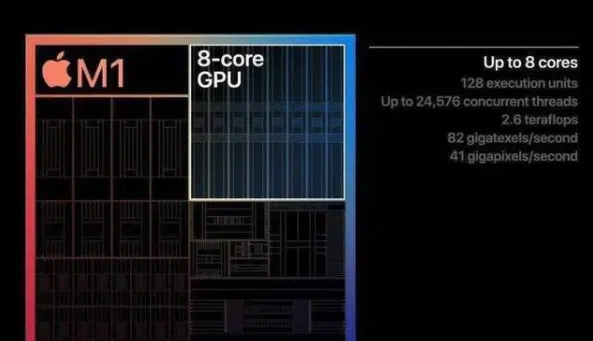 M1
8-core
GPU
Up to 8 cores
128 execution units
Up to 24,576 concurrent threads
2.6 teraflops
82 gigatexels/second
41 gigapixels/second